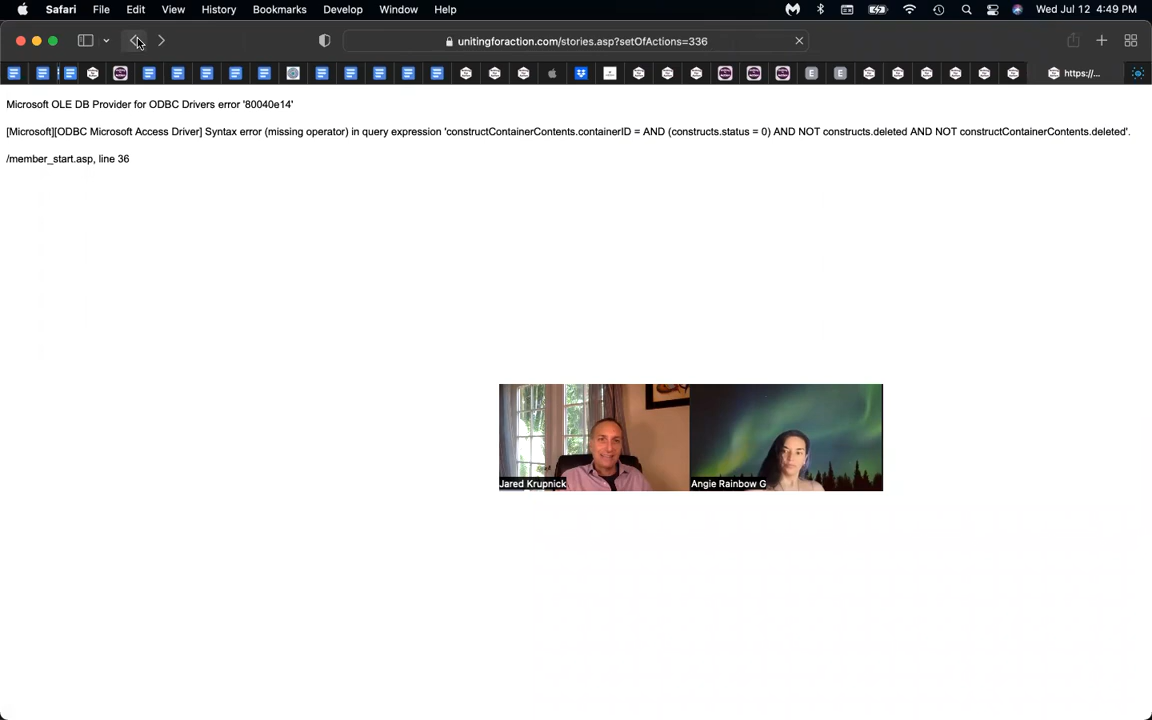 Safari File Edit View History Bookmarks Develop Window Help Wed Jul 12 4:49 PM
unitingforaction.com/stories.asp?setOfActions=336
E E https://...
Microsoft OLE DB Provider for ODBC Drivers error '80040e14'
[Microsoft][ODBC Microsoft Access Driver] Syntax error (missing operator) in query expression 'constructContainerContents.containerID = AND (constructs.status = 0) AND NOT constructs.deleted AND NOT constructContainerContents.deleted'.
/member_start.asp, line 36
Jared Krupnick Angie Rainbow G